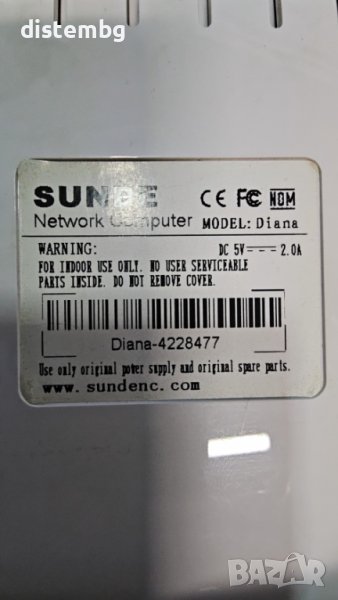 distembg
SUNDE
Network Computer MODEL: Diana
WARNING: DC 5V 2.0A
FOR INDOOR USE ONLY. NO USER SERVICEABLE
PARTS INSIDE. DO NOT REMOVE COVER.
Diana-4228477
Use only original power supply and original spare parts.
www. sundenc. com
CE FC NOM
BAZAR
bg